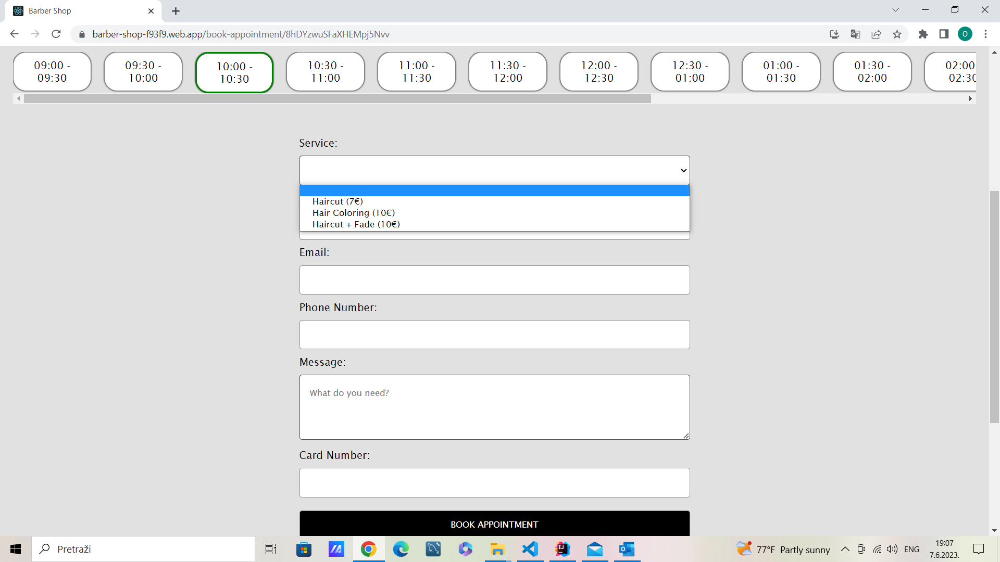 Barber Shop
barber-shop-f93f9.web.app/book-appointment/8hDYzwuSFaXHEMpj5Nvv
O
09:00 -
09:30
09:30 -
10:00
10:00 -
10:30
10:30 -
11:00
11:00 -
11:30
11:30 -
12:00
12:00 -
12:30
12:30 -
01:00
01:00 -
01:30
01:30 -
02:00
02:00
02:30
Service:
Haircut (7€)
Hair Coloring (10€)
Haircut + Fade (10€)
Email:
Phone Number:
Message:
What do you need?
Card Number:
BOOK APPOINTMENT
Pretraži
77°F Partly sunny
ENG
19:07
7.6.2023.